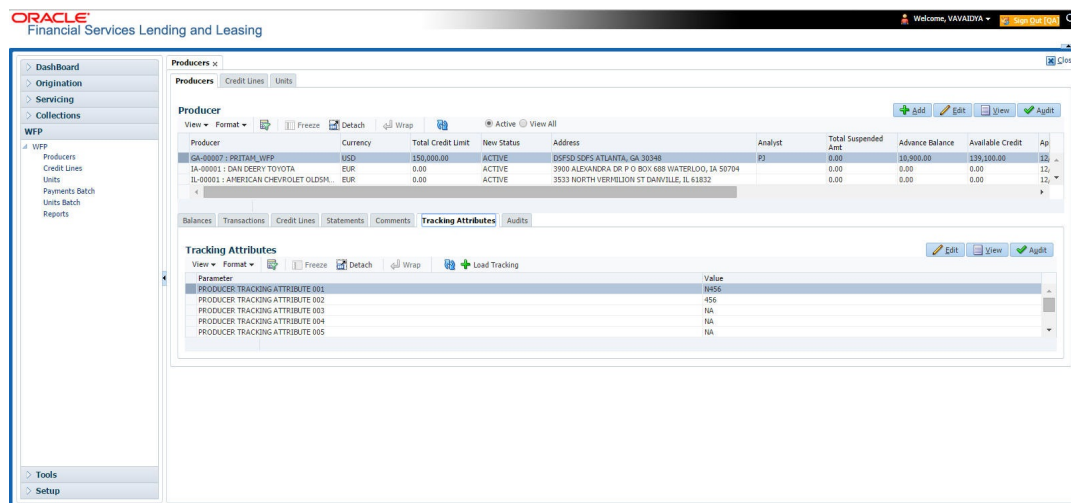 ORACLE
Welcome, VAVAIDYA
Sign Out [QA]
Financial Services Lending and Leasing
DashBoard
Origination
Servicing
Collections
WFP
WFP
Producers
Credit Lines
Units
Payments Batch
Units Batch
Reports
Tools
Setup
Producers x
Clos
Producers Credit Lines Units
Producer
Add Edit View Audit
View Format Freeze Detach Wrap Active View All
Producer Currency Total Credit Limit New Status Address Analyst Total Suspended Amt Advance Balance Available Credit Ap
GA-00007 : PRITAM_WFP USD 150,000.00 ACTIVE DSFSD SDFS ATLANTA, GA 30348 PJ 0.00 10,900.00 139,100.00 12,
IA-00001 : DAN DEERY TOYOTA EUR 0.00 ACTIVE 3900 ALEXANDRA DR P O BOX 688 WATERLOO, IA 50704 0.00 0.00 0.00 12,
IL-00001 : AMERICAN CHEVROLET OLDSM... EUR 0.00 ACTIVE 3533 NORTH VERMILION ST DANVILLE, IL 61832 0.00 0.00 0.00 12,
Balances Transactions Credit Lines Statements Comments Tracking Attributes Audits
Tracking Attributes
Edit View Audit
View Format Freeze Detach Wrap Load Tracking
Parameter Value
PRODUCER TRACKING ATTRIBUTE 001 N456
PRODUCER TRACKING ATTRIBUTE 002 456
PRODUCER TRACKING ATTRIBUTE 003 NA
PRODUCER TRACKING ATTRIBUTE 004 NA
PRODUCER TRACKING ATTRIBUTE 005 NA